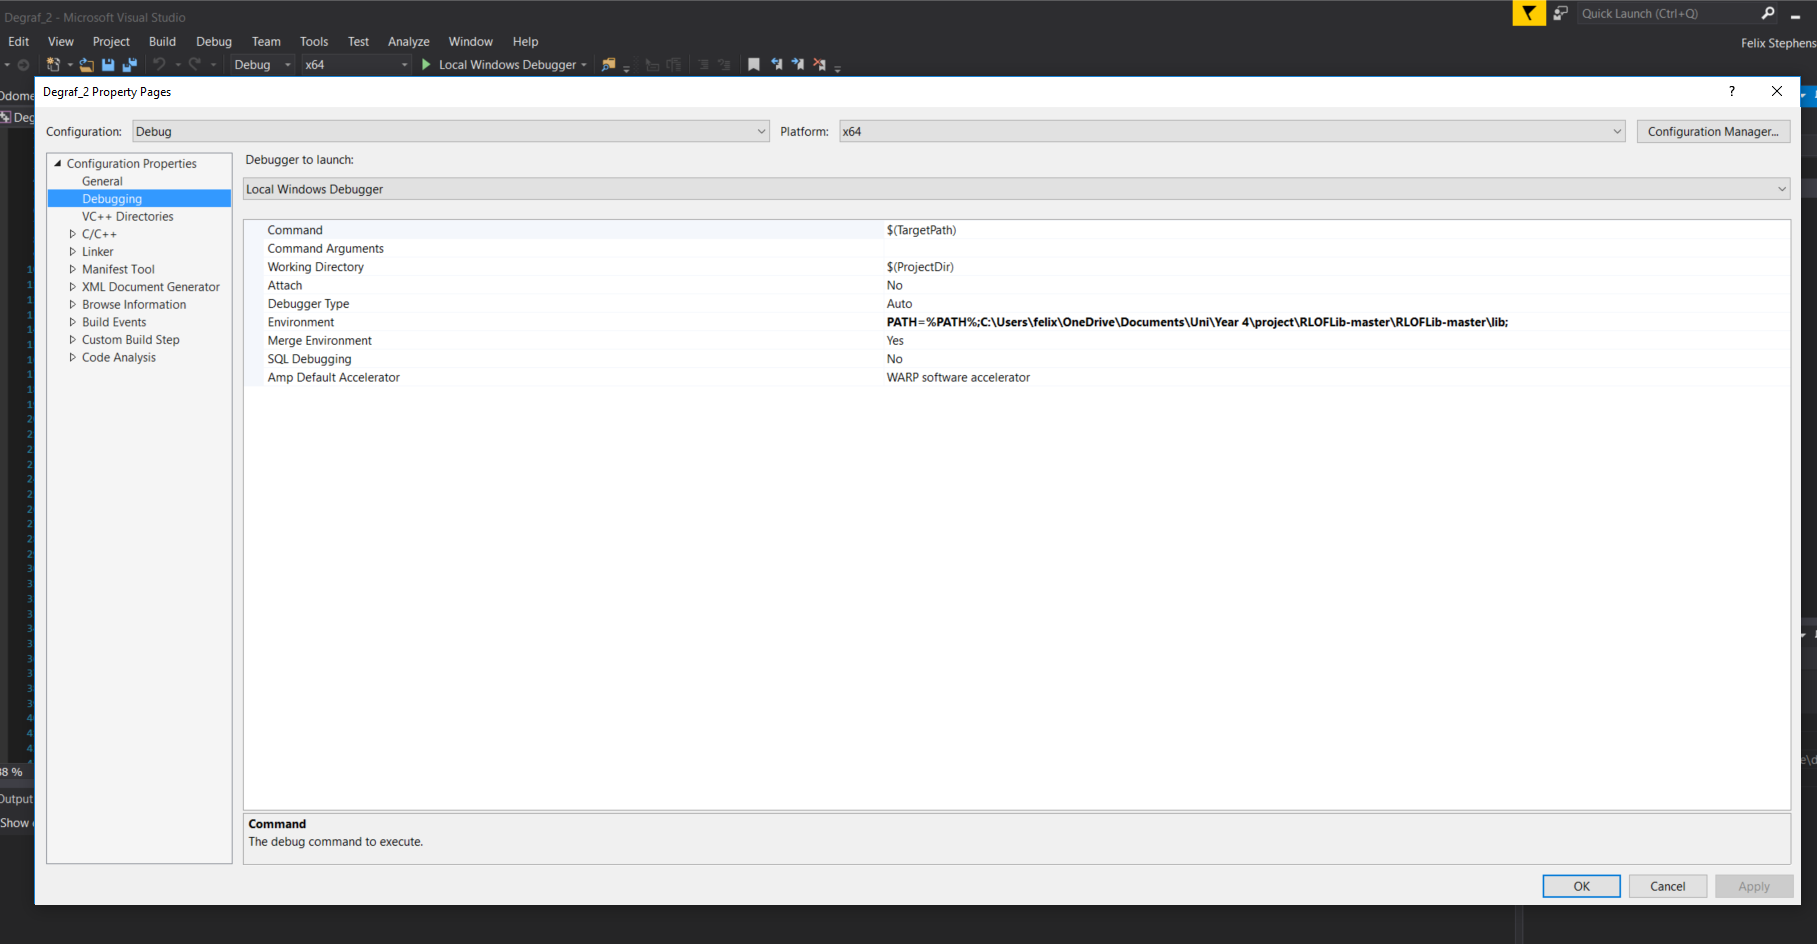 Degraf_2 - Microsoft Visual Studio
Quick Launch (Ctrl+Q)
Edit View Project Build Debug Team Tools Test Analyze Window Help
Felix Stephens
Debug x64 Local Windows Debugger
Degraf_2 Property Pages
?
Configuration: Debug Platform: x64 Configuration Manager...
Configuration Properties
General
Debugging
VC++ Directories
C/C++
Linker
Manifest Tool
XML Document Generator
Browse Information
Build Events
Custom Build Step
Code Analysis
Debugger to launch:
Local Windows Debugger
Command $(TargetPath)
Command Arguments
Working Directory $(ProjectDir)
Attach No
Debugger Type Auto
Environment PATH=%PATH%;C:\Users\felix\OneDrive\Documents\Uni\Year 4\project\RLOFLib-master\RLOFLib-master\lib;
Merge Environment Yes
SQL Debugging No
Amp Default Accelerator WARP software accelerator
Command
The debug command to execute.
OK Cancel Apply
Output
Show